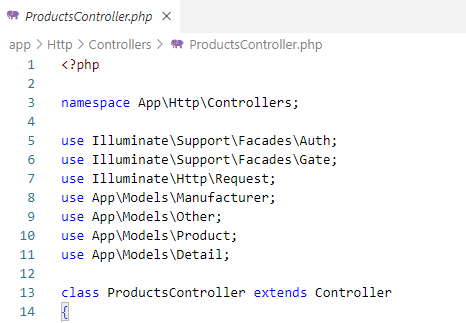 ProductsController.php
app > Http > Controllers > ProductsController.php
1 <?php
2
3 namespace App\Http\Controllers;
4
5 use Illuminate\Support\Facades\Auth;
6 use Illuminate\Support\Facades\Gate;
7 use Illuminate\Http\Request;
8 use App\Models\Manufacturer;
9 use App\Models\Other;
10 use App\Models\Product;
11 use App\Models\Detail;
12
13 class ProductsController extends Controller
14 {